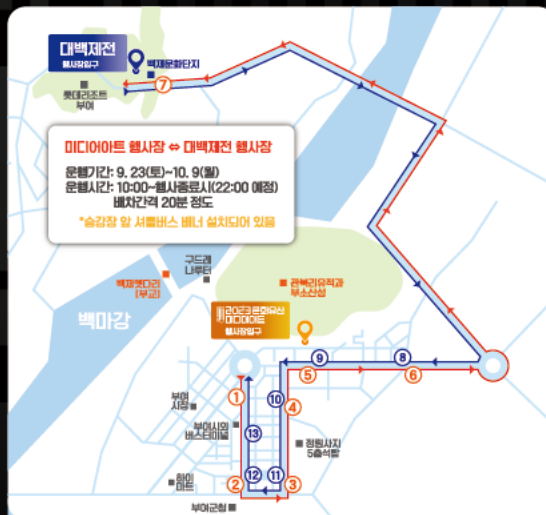 대백제전
행사장입구
백제문화단지
롯데리조트
부여
⑦
미디어아트 행사장 ⇔ 대백제전 행사장
운행기간: 9. 23(토)~10. 9(월)
운행시간: 10:00~행사종료시(22:00 예정)
배차간격 20분 정도
*승강장 앞 셔틀버스 배너 설치되어 있음
구드래
나루터
백제옛다리
[부교]
관북리유적과
부소산성
백마강
2023 문화유산
미디어아트
행사장입구
⑨
⑧
⑤
⑥
①
⑩
④
부여
시장
부여시외
버스터미널
⑬
정림사지
5층석탑
하이
마트
⑫
⑪
②
③
부여군청